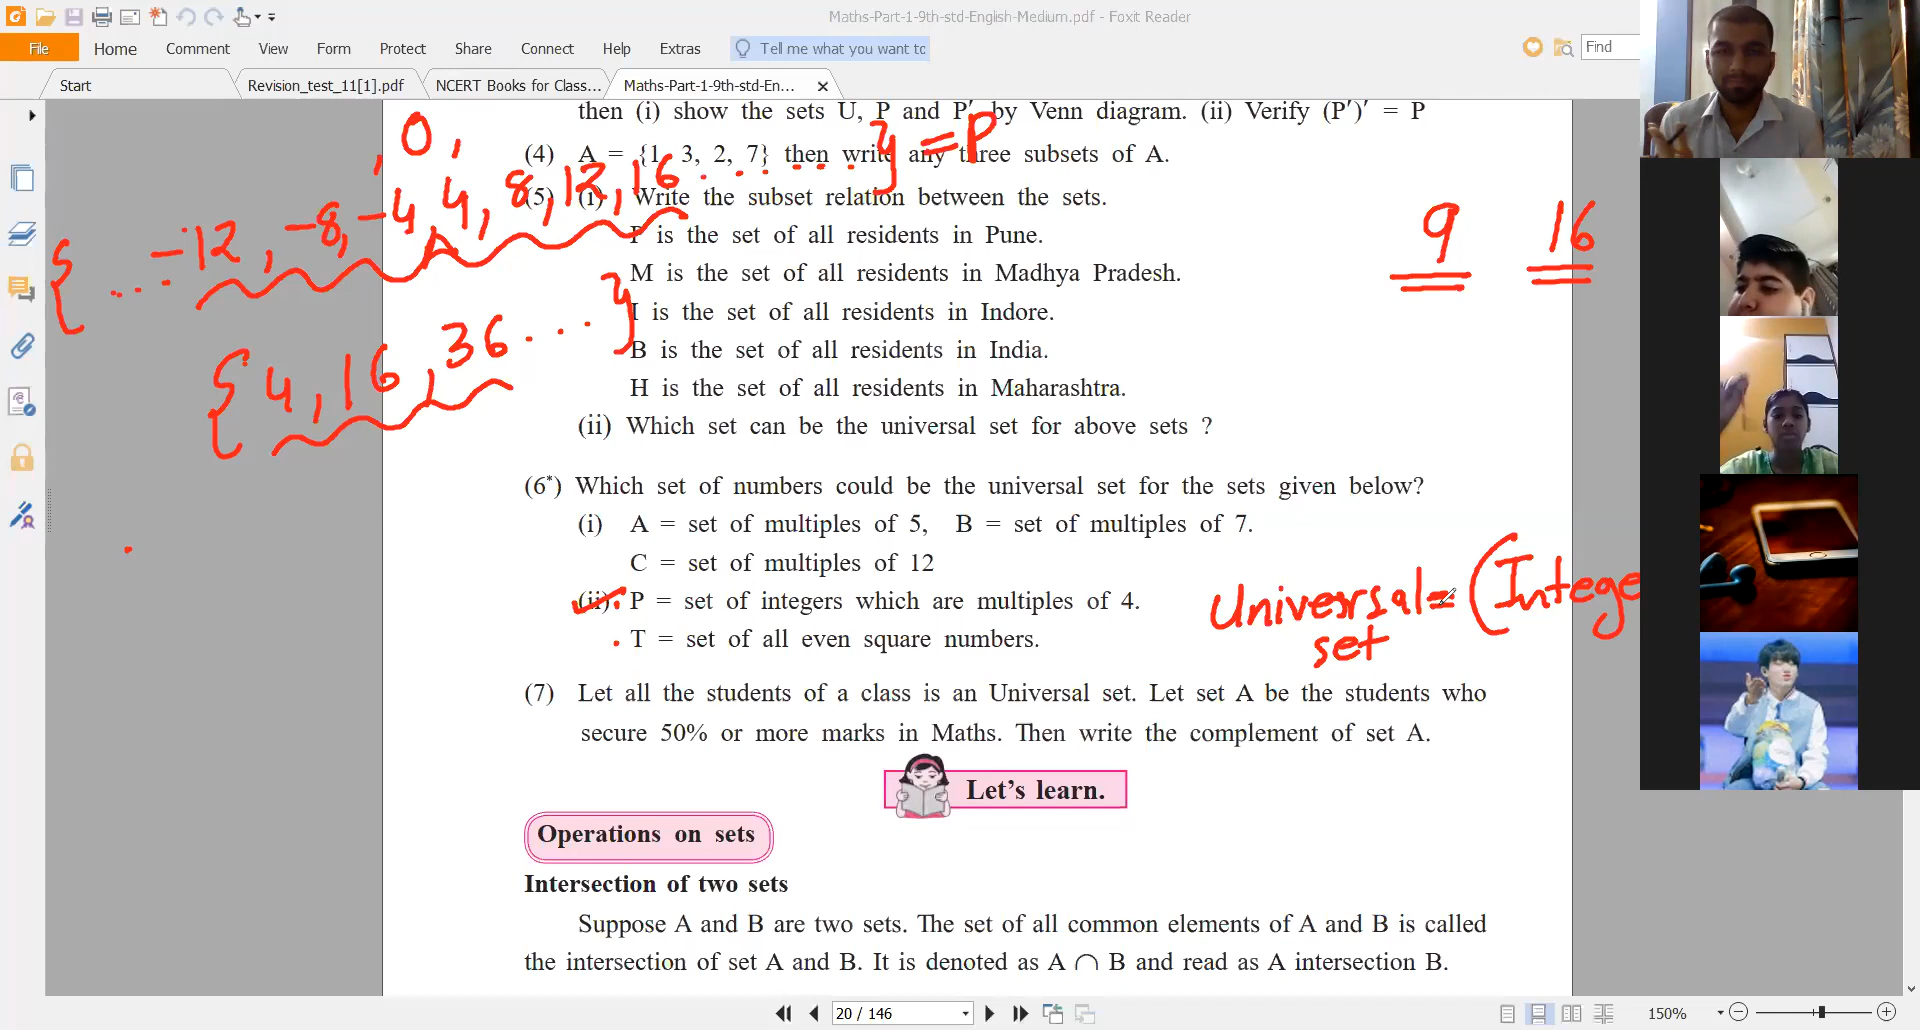 Maths-Part-1-9th-std-English-Medium.pdf - Foxit Reader
File Home Comment View Form Protect Share Connect Help Extras Tell me what you want to Find
Start Revision_test_11[1].pdf NCERT Books for Class... Maths-Part-1-9th-std-En...
then (i) show the sets U, P and P′ by Venn diagram. (ii) Verify (P′)′ = P
, 0,
(4) A = {1, 3, 2, 7} then write any three subsets of A.
{ ... -12, -8, -4 4, 8, 12, 16 ...... } = P
(5) (i) Write the subset relation between the sets.
P is the set of all residents in Pune.
9 16
M is the set of all residents in Madhya Pradesh.
I is the set of all residents in Indore.
{ 4, 16, 36 ... }
B is the set of all residents in India.
H is the set of all residents in Maharashtra.
(ii) Which set can be the universal set for above sets ?
(6*) Which set of numbers could be the universal set for the sets given below?
(i) A = set of multiples of 5, B = set of multiples of 7.
C = set of multiples of 12
(ii) P = set of integers which are multiples of 4.
Universal = (Intege
set
T = set of all even square numbers.
(7) Let all the students of a class is an Universal set. Let set A be the students who
secure 50% or more marks in Maths. Then write the complement of set A.
Let's learn.
Operations on sets
Intersection of two sets
Suppose A and B are two sets. The set of all common elements of A and B is called
the intersection of set A and B. It is denoted as A ∩ B and read as A intersection B.
20 / 146 150%